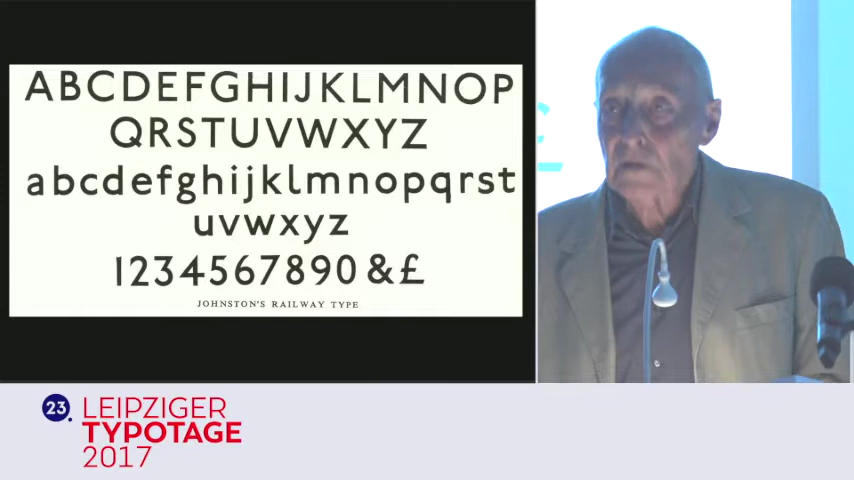 ABCDEFGHIJKLMNOP
QRSTUVWXYZ
abcdefghijklmnopqrst
uvwxyz
1234567890&£
JOHNSTON'S RAILWAY TYPE
23.
LEIPZIGER
TYPOTAGE
2017